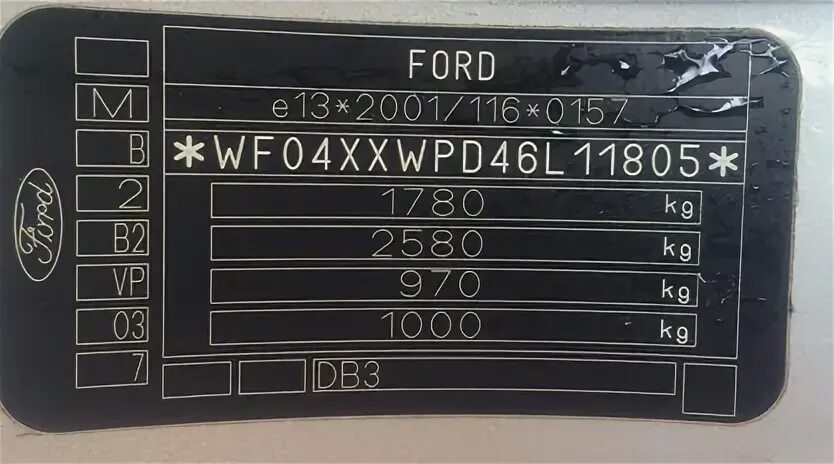 FORD
M
e13*2001/116*0157
B
*WF04XXWPD46L11805*
2
1780 kg
B2
2580 kg
VP
970 kg
03
1000 kg
7
DB3
Ford